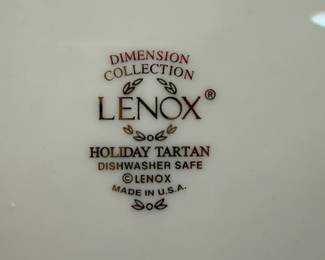 DIMENSION
COLLECTION
LENOX®
HOLIDAY TARTAN
DISHWASHER SAFE
© LENOX
MADE IN U.S.A.